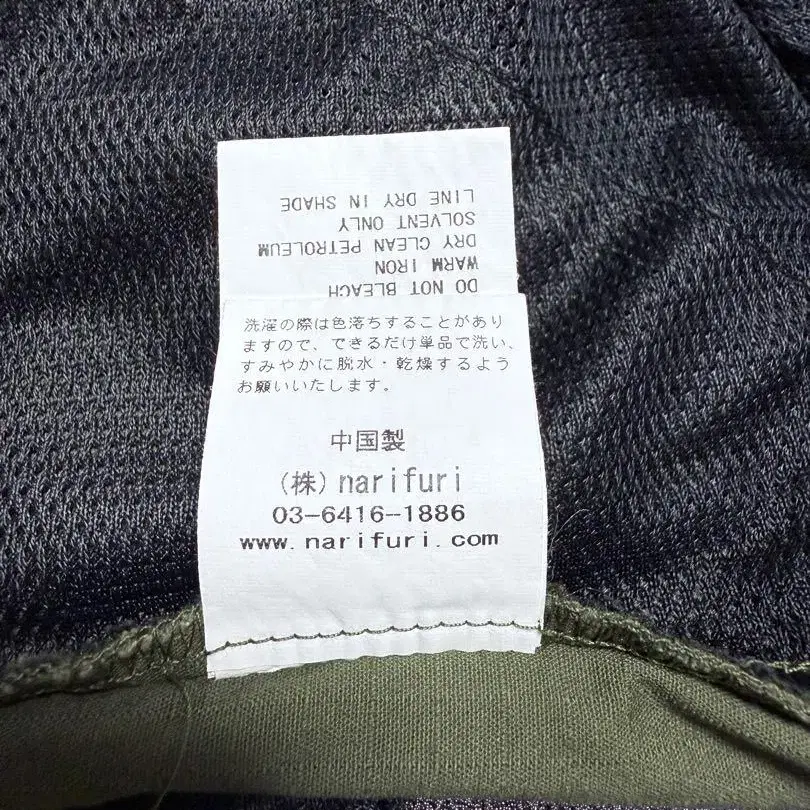 DO NOT BLEACH
WARM IRON
DRY CLEAN PETROLEUM
SOLVENT ONLY
LINE DRY IN SHADE
洗濯の際は色落ちすることがあり
ますので、できるだけ単品で洗い、
すみやかに脱水・乾燥するよう
お願いいたします。
中国製
(株)narifuri
03-6416-1886
www.narifuri.com